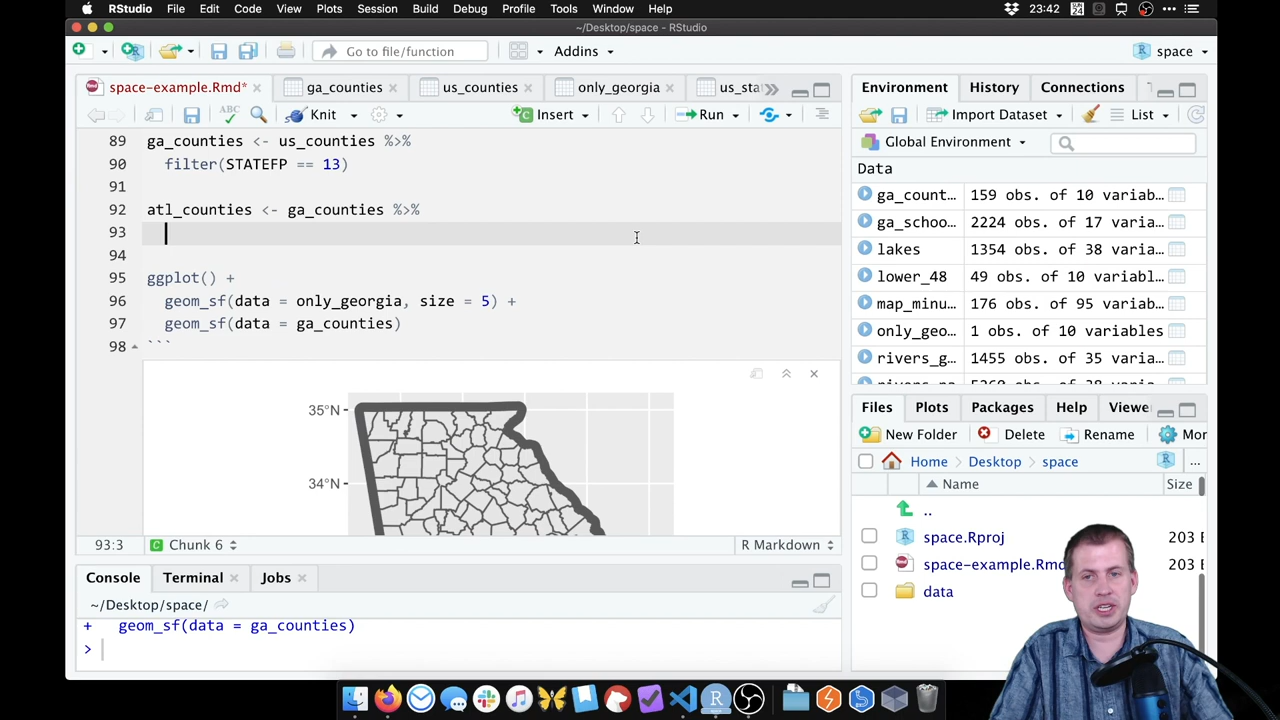 RStudio File Edit Code View Plots Session Build Debug Profile Tools Window Help 23:42
~/Desktop/space - RStudio
Go to file/function Addins space
space-example.Rmd* ga_counties us_counties only_georgia us_sta
ABC Knit Insert Run
89 ga_counties <- us_counties %>%
90 filter(STATEFP == 13)
91
92 atl_counties <- ga_counties %>%
93
94
95 ggplot() +
96 geom_sf(data = only_georgia, size = 5) +
97 geom_sf(data = ga_counties)
98 ```
35°N
34°N
93:3 Chunk 6 R Markdown
Console Terminal Jobs
~/Desktop/space/
+ geom_sf(data = ga_counties)
>
Environment History Connections
Import Dataset List
Global Environment
Data
ga_count… 159 obs. of 10 variab…
ga_schoo… 2224 obs. of 17 varia…
lakes 1354 obs. of 38 variab…
lower_48 49 obs. of 10 variabl…
map_minu… 176 obs. of 95 variab…
only_geo… 1 obs. of 10 variables
rivers_g… 1455 obs. of 35 varia…
Files Plots Packages Help Viewe
New Folder Delete Rename Mor
Home Desktop space ...
Name Size
..
space.Rproj 203
space-example.Rmd 203
data